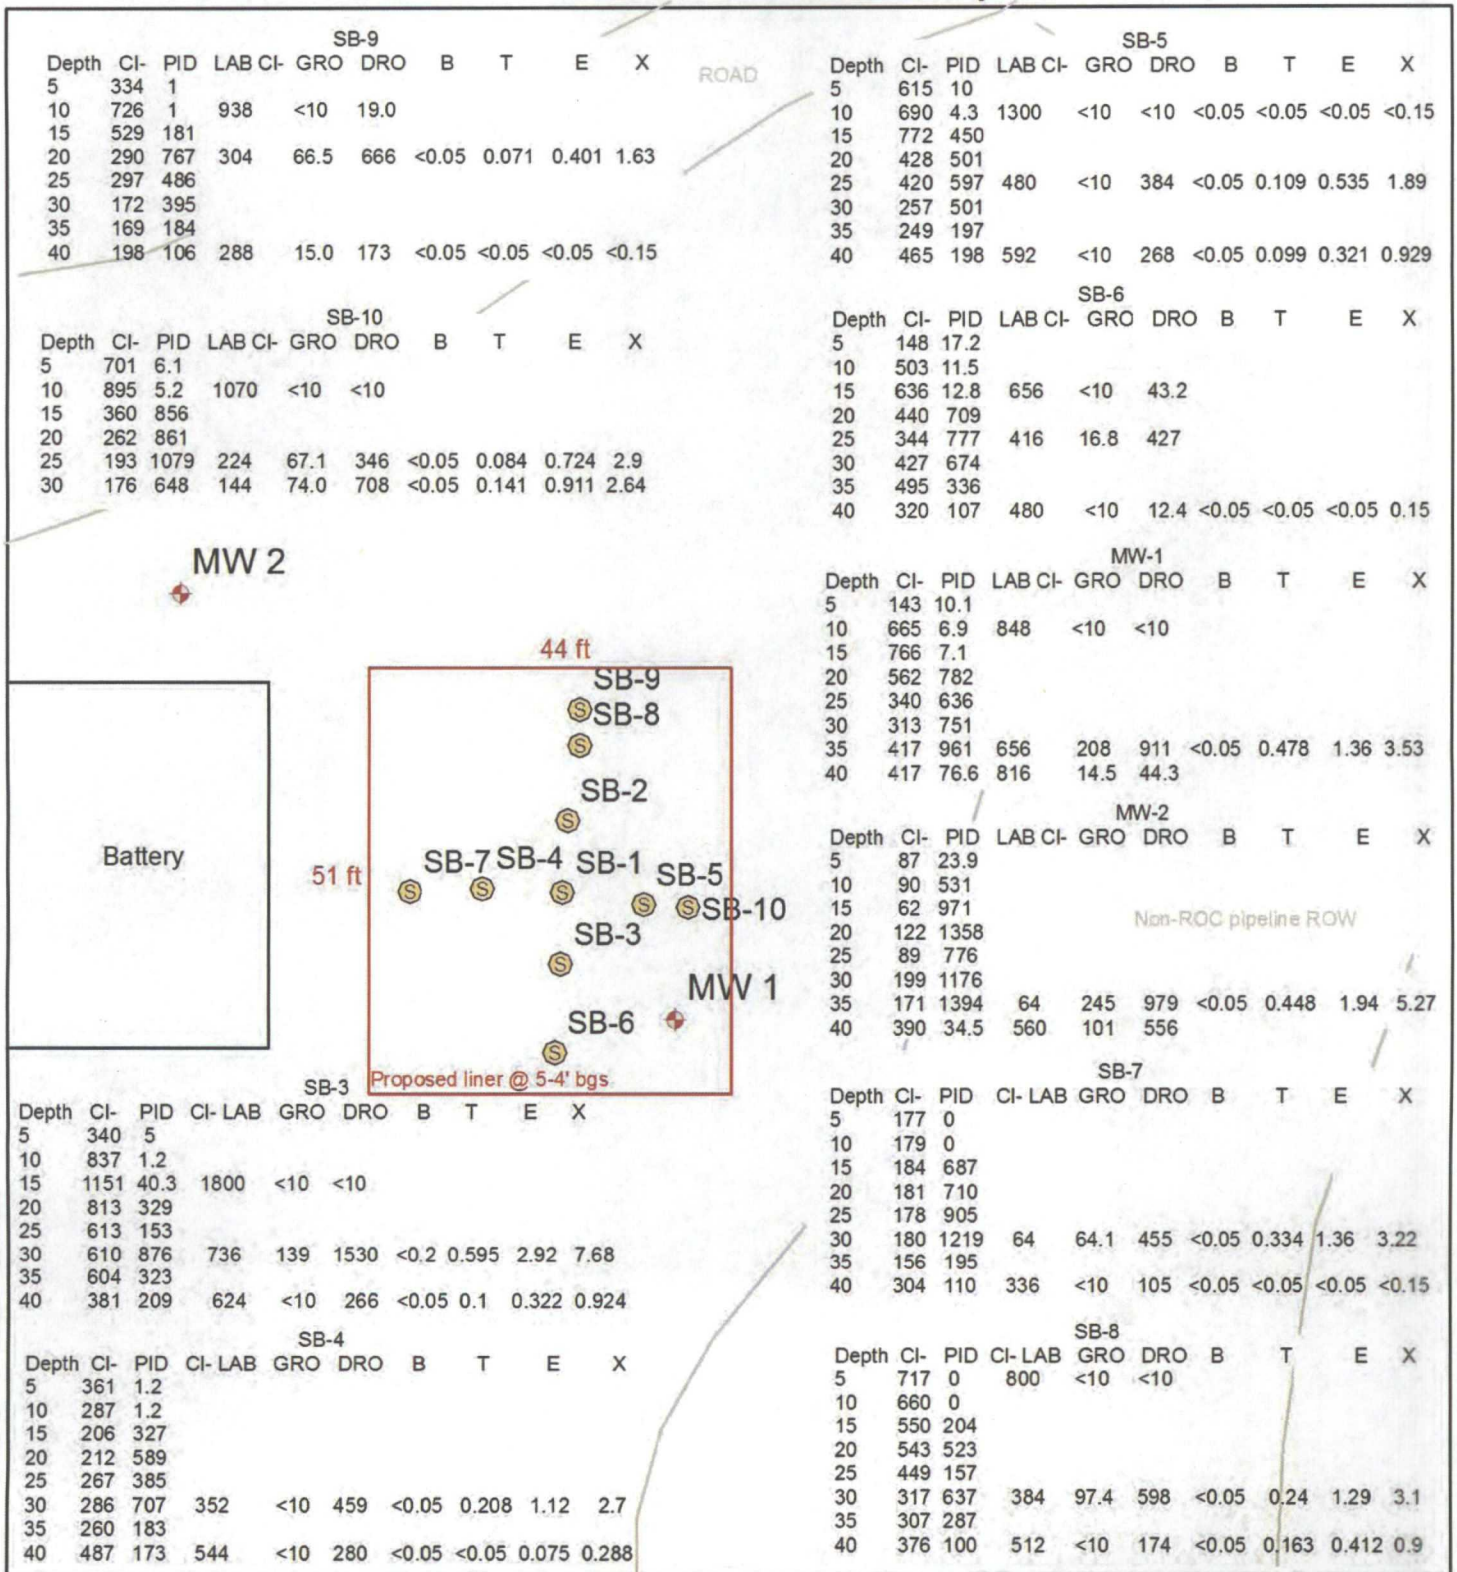 SB-9
Depth Cl- PID LAB Cl- GRO DRO B T E X
5 334 1
10 726 1 938 <10 19.0
15 529 181
20 290 767 304 66.5 666 <0.05 0.071 0.401 1.63
25 297 486
30 172 395
35 169 184
40 198 106 288 15.0 173 <0.05 <0.05 <0.05 <0.15
ROAD
SB-5
Depth Cl- PID LAB Cl- GRO DRO B T E X
5 615 10
10 690 4.3 1300 <10 <10 <0.05 <0.05 <0.05 <0.15
15 772 450
20 428 501
25 420 597 480 <10 384 <0.05 0.109 0.535 1.89
30 257 501
35 249 197
40 465 198 592 <10 268 <0.05 0.099 0.321 0.929
SB-10
Depth Cl- PID LAB Cl- GRO DRO B T E X
5 701 6.1
10 895 5.2 1070 <10 <10
15 360 856
20 262 861
25 193 1079 224 67.1 346 <0.05 0.084 0.724 2.9
30 176 648 144 74.0 708 <0.05 0.141 0.911 2.64
SB-6
Depth Cl- PID LAB Cl- GRO DRO B T E X
5 148 17.2
10 503 11.5
15 636 12.8 656 <10 43.2
20 440 709
25 344 777 416 16.8 427
30 427 674
35 495 336
40 320 107 480 <10 12.4 <0.05 <0.05 <0.05 0.15
MW 2
44 ft
SB-9
S SB-8
S
SB-2
S
Battery
51 ft
SB-7 SB-4 SB-1 SB-5
S S S S S SB-10
SB-3
S
MW 1
SB-6
S
Proposed liner @ 5-4' bgs
MW-1
Depth Cl- PID LAB Cl- GRO DRO B T E X
5 143 10.1
10 665 6.9 848 <10 <10
15 766 7.1
20 562 782
25 340 636
30 313 751
35 417 961 656 208 911 <0.05 0.478 1.36 3.53
40 417 76.6 816 14.5 44.3
MW-2
Depth Cl- PID LAB Cl- GRO DRO B T E X
5 87 23.9
10 90 531
15 62 971
20 122 1358
25 89 776
30 199 1176
35 171 1394 64 245 979 <0.05 0.448 1.94 5.27
40 390 34.5 560 101 556
Non-ROC pipeline ROW
SB-3
Depth Cl- PID Cl- LAB GRO DRO B T E X
5 340 5
10 837 1.2
15 1151 40.3 1800 <10 <10
20 813 329
25 613 153
30 610 876 736 139 1530 <0.2 0.595 2.92 7.68
35 604 323
40 381 209 624 <10 266 <0.05 0.1 0.322 0.924
SB-7
Depth Cl- PID Cl- LAB GRO DRO B T E X
5 177 0
10 179 0
15 184 687
20 181 710
25 178 905
30 180 1219 64 64.1 455 <0.05 0.334 1.36 3.22
35 156 195
40 304 110 336 <10 105 <0.05 <0.05 <0.05 <0.15
SB-4
Depth Cl- PID Cl- LAB GRO DRO B T E X
5 361 1.2
10 287 1.2
15 206 327
20 212 589
25 267 385
30 286 707 352 <10 459 <0.05 0.208 1.12 2.7
35 260 183
40 487 173 544 <10 280 <0.05 <0.05 0.075 0.288
SB-8
Depth Cl- PID Cl- LAB GRO DRO B T E X
5 717 0 800 <10 <10
10 660 0
15 550 204
20 543 523
25 449 157
30 317 637 384 97.4 598 <0.05 0.24 1.29 3.1
35 307 287
40 376 100 512 <10 174 <0.05 0.163 0.412 0.9